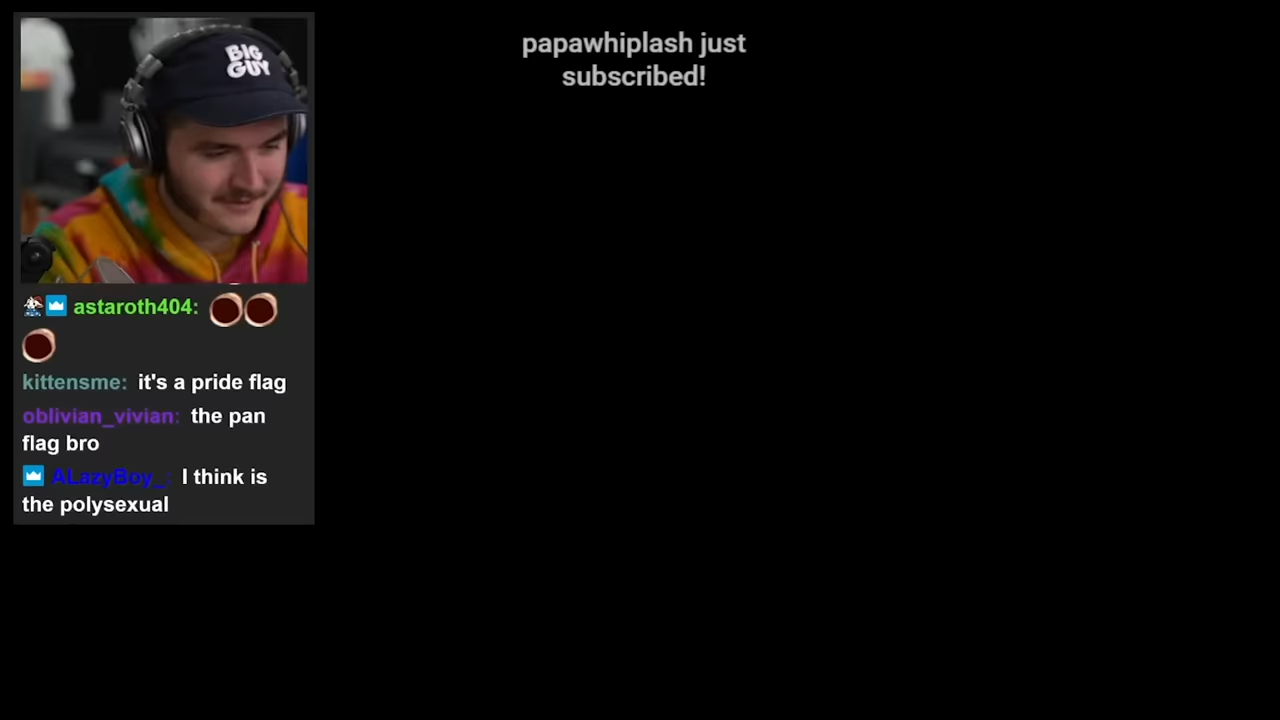 BIG
GUY
papawhiplash just
subscribed!
astaroth404:
kittensme: it's a pride flag
oblivian_vivian: the pan
flag bro
ALazyBoy_: I think is
the polysexual